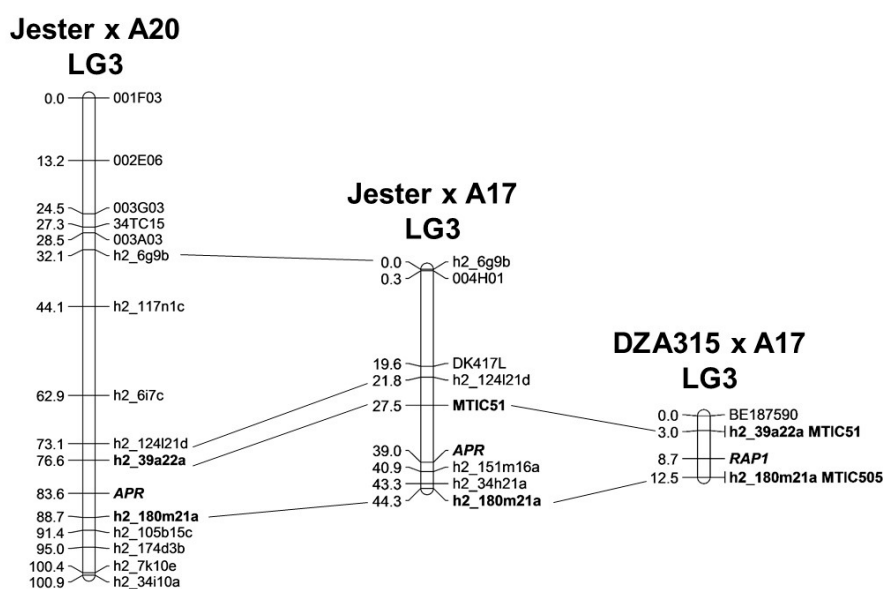 Jester x A20
LG3
0.0 001F03
13.2 002E06
24.5 003G03
27.3 34TC15
28.5 003A03
32.1 h2_6g9b
44.1 h2_117n1c
62.9 h2_6i7c
73.1 h2_124l21d
76.6 h2_39a22a
83.6 APR
88.7 h2_180m21a
91.4 h2_105b15c
95.0 h2_174d3b
100.4 h2_7k10e
100.9 h2_34i10a
Jester x A17
LG3
0.0 h2_6g9b
0.3 004H01
19.6 DK417L
21.8 h2_124l21d
27.5 MTIC51
39.0 APR
40.9 h2_151m16a
43.3 h2_34h21a
44.3 h2_180m21a
DZA315 x A17
LG3
0.0 BE187590
3.0 h2_39a22a MTIC51
8.7 RAP1
12.5 h2_180m21a MTIC505